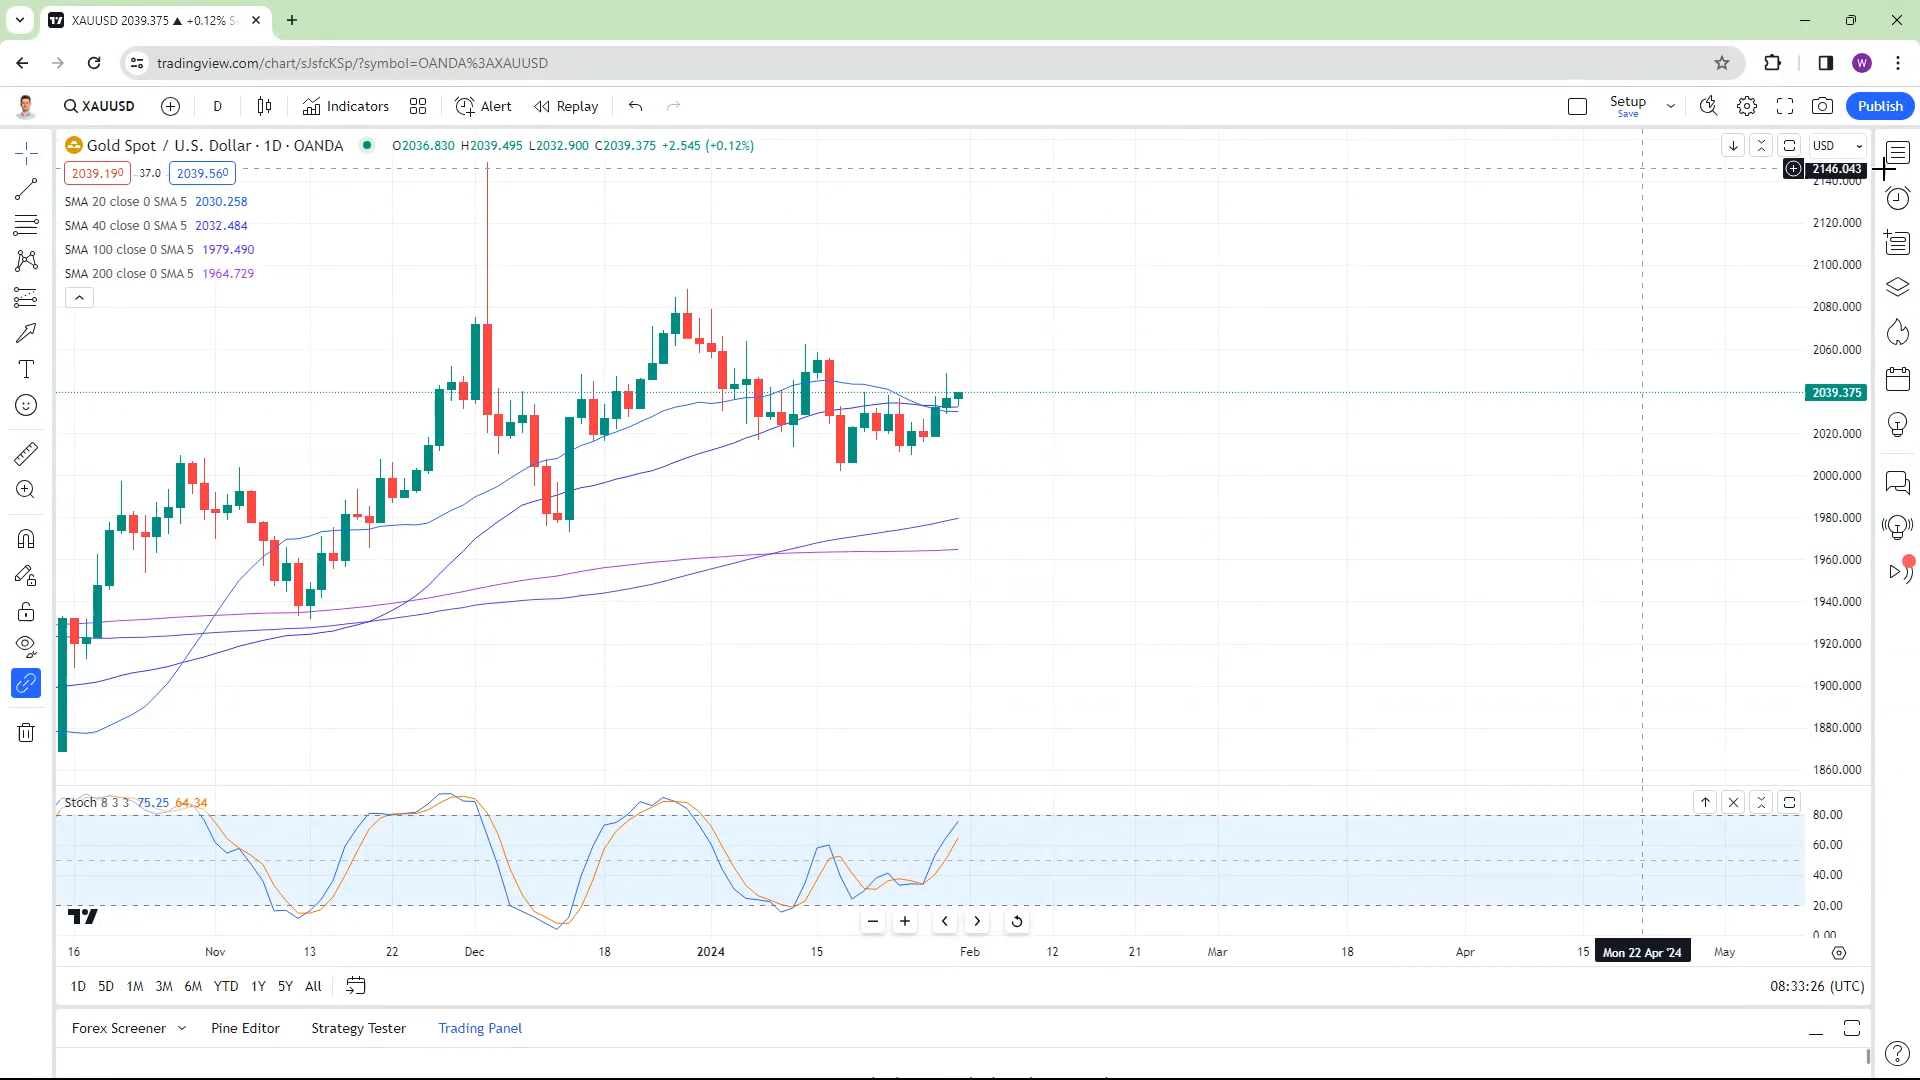 XAUUSD 2039.375 ▲ +0.12% S
tradingview.com/chart/sJsfcKSp/?symbol=OANDA%3AXAUUSD
W
XAUUSD
D
Indicators
Alert
Replay
Setup
Save
Publish
Gold Spot / U.S. Dollar · 1D · OANDA
O2036.830 H2039.495 L2032.900 C2039.375 +2.545 (+0.12%)
USD
2039.190
37.0
2039.560
2146.043
SMA 20 close 0 SMA 5 2030.258
SMA 40 close 0 SMA 5 2032.484
SMA 100 close 0 SMA 5 1979.490
SMA 200 close 0 SMA 5 1964.729
2140.000
2120.000
2100.000
2080.000
2060.000
2039.375
2020.000
2000.000
1980.000
1960.000
1940.000
1920.000
1900.000
1880.000
1860.000
Stoch 8 3 3 75.25 64.34
80.00
60.00
40.00
20.00
0.00
16 Nov 13 22 Dec 18 2024 15 Feb 12 21 Mar 18 Apr 15 Mon 22 Apr '24 May
1D 5D 1M 3M 6M YTD 1Y 5Y All
08:33:26 (UTC)
Forex Screener
Pine Editor
Strategy Tester
Trading Panel